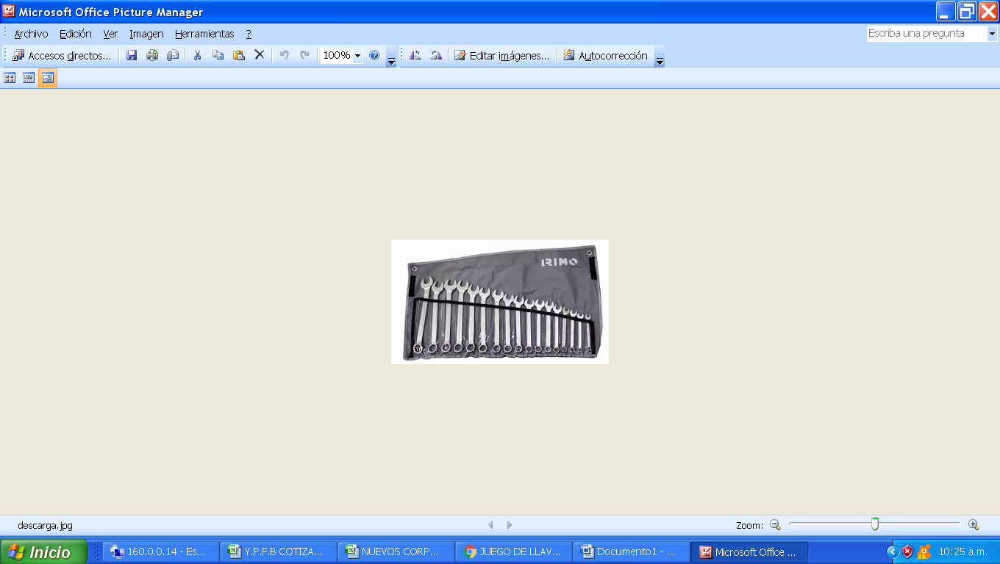 Microsoft Office Picture Manager
Archivo Edición Ver Imagen Herramientas ?
Escriba una pregunta
Accesos directos... 100% Editar imágenes... Autocorrección
IRIMO
descarga.jpg
Zoom:
Inicio
160.0.0.14 - Es...
Y.P.F.B COTIZA...
NUEVOS CORP...
JUEGO DE LLAV...
Documento1 - ...
Microsoft Office ...
10:25 a.m.